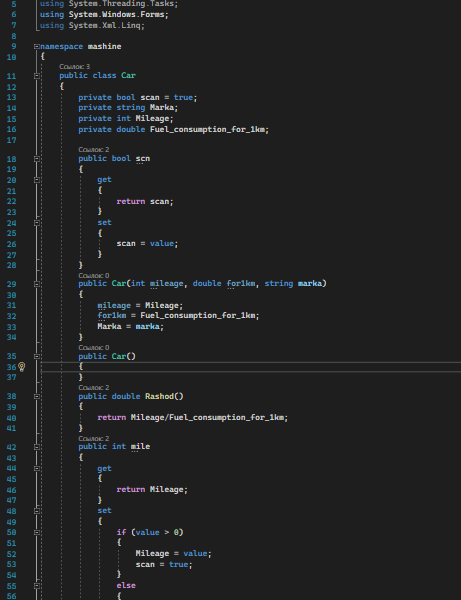 5 using System.Threading.Tasks;
6 using System.Windows.Forms;
7 using System.Xml.Linq;
8
9 namespace mashine
10 {
Ссылок: 3
11 public class Car
12 {
13 private bool scan = true;
14 private string Marka;
15 private int Mileage;
16 private double Fuel_consumption_for_1km;
17
Ссылок: 2
18 public bool scn
19 {
20 get
21 {
22 return scan;
23 }
24 set
25 {
26 scan = value;
27 }
28 }
Ссылок: 0
29 public Car(int mileage, double for1km, string marka)
30 {
31 mileage = Mileage;
32 for1km = Fuel_consumption_for_1km;
33 Marka = marka;
34 }
Ссылок: 0
35 public Car()
36 {
37 }
Ссылок: 2
38 public double Rashod()
39 {
40 return Mileage/Fuel_consumption_for_1km;
41 }
Ссылок: 2
42 public int mile
43 {
44 get
45 {
46 return Mileage;
47 }
48 set
49 {
50 if (value > 0)
51 {
52 Mileage = value;
53 scan = true;
54 }
55 else
56 {